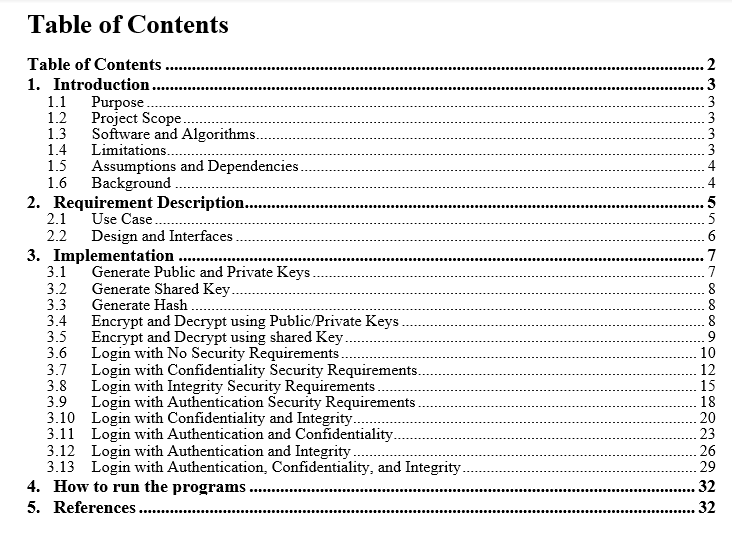 Table of Contents
Table of Contents 2
1. Introduction 3
1.1 Purpose 3
1.2 Project Scope 3
1.3 Software and Algorithms 3
1.4 Limitations 3
1.5 Assumptions and Dependencies 4
1.6 Background 4
2. Requirement Description 5
2.1 Use Case 5
2.2 Design and Interfaces 6
3. Implementation 7
3.1 Generate Public and Private Keys 7
3.2 Generate Shared Key 8
3.3 Generate Hash 8
3.4 Encrypt and Decrypt using Public/Private Keys 8
3.5 Encrypt and Decrypt using shared Key 9
3.6 Login with No Security Requirements 10
3.7 Login with Confidentiality Security Requirements 12
3.8 Login with Integrity Security Requirements 15
3.9 Login with Authentication Security Requirements 18
3.10 Login with Confidentiality and Integrity 20
3.11 Login with Authentication and Confidentiality 23
3.12 Login with Authentication and Integrity 26
3.13 Login with Authentication, Confidentiality, and Integrity 29
4. How to run the programs 32
5. References 32